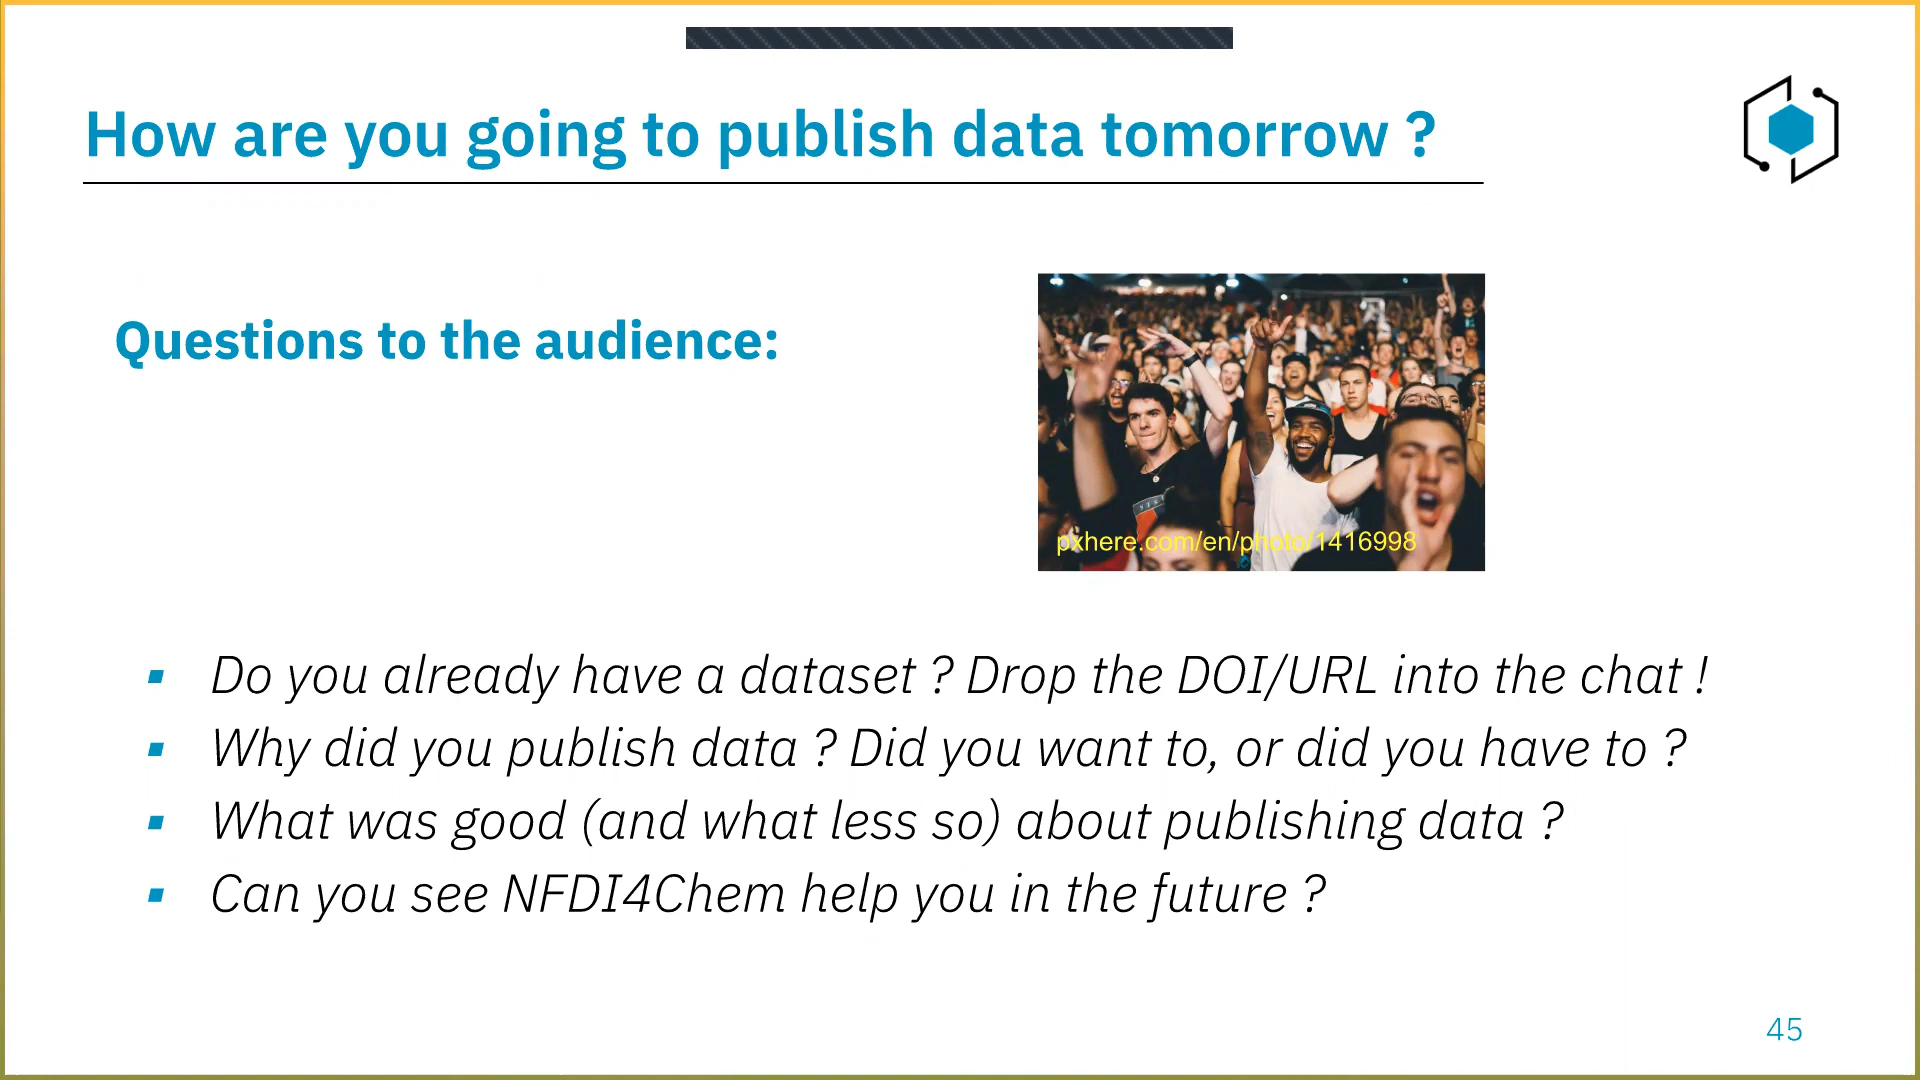 How are you going to publish data tomorrow ?
Questions to the audience:
pxhere.com/en/photo/1416998
Do you already have a dataset ? Drop the DOI/URL into the chat !
Why did you publish data ? Did you want to, or did you have to ?
What was good (and what less so) about publishing data ?
Can you see NFDI4Chem help you in the future ?
45